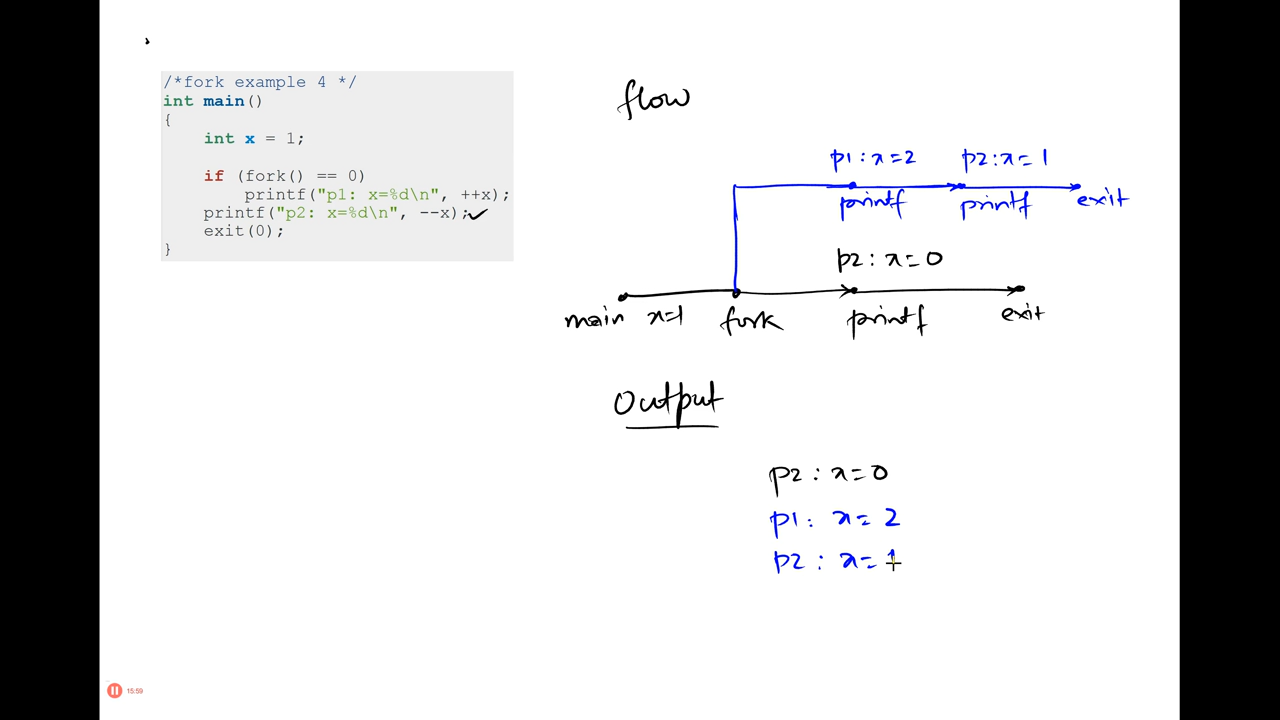 /*fork example 4 */
int main()
{
int x = 1;
if (fork() == 0)
printf("p1: x=%d\n", ++x);
printf("p2: x=%d\n", --x);
exit(0);
}
flow
p1 : x=2 p2:x=1
printf printf exit
p2 : x=0
main x=1 fork printf exit
Output
p2 : x=0
p1: x= 2
p2 : x= 1
15:59